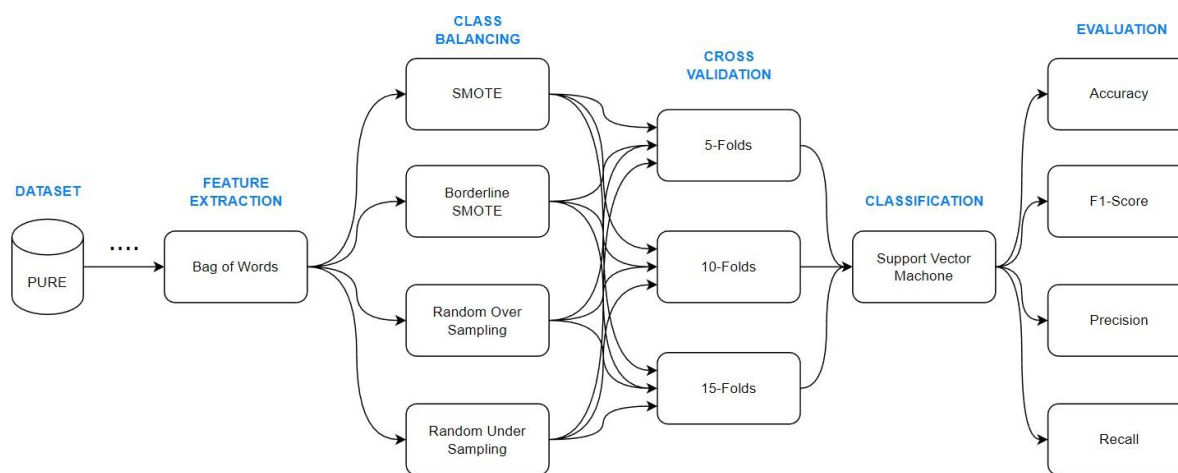 DATASET
PURE
....
FEATURE
EXTRACTION
Bag of Words
CLASS
BALANCING
SMOTE
Borderline
SMOTE
Random Over
Sampling
Random Under
Sampling
CROSS
VALIDATION
5-Folds
10-Folds
15-Folds
CLASSIFICATION
Support Vector
Machone
EVALUATION
Accuracy
F1-Score
Precision
Recall